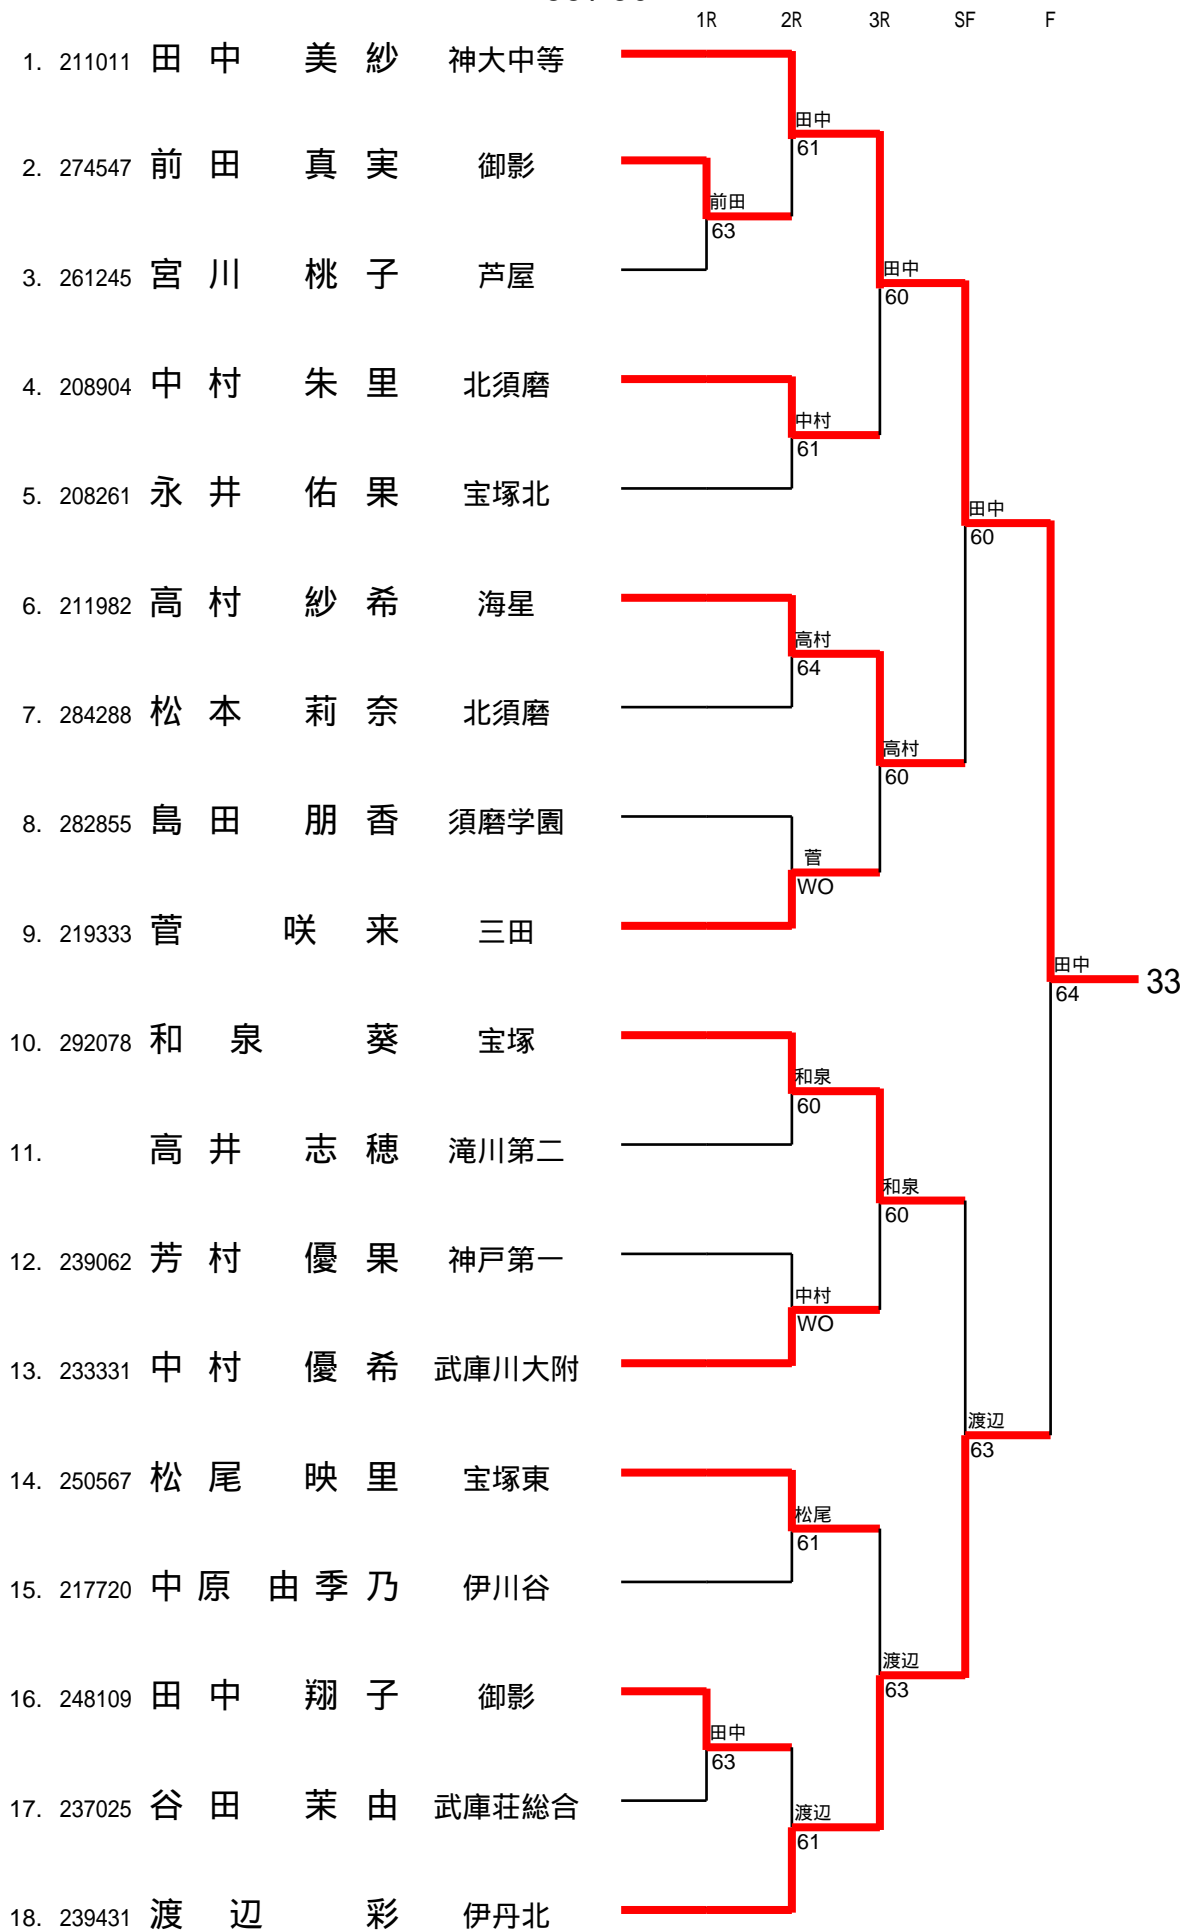 1R 2R 3R SF F
1. 211011 田中 美紗 神大中等
田中
61
2. 274547 前田 真実 御影
前田
63
3. 261245 宮川 桃子 芦屋
田中
60
4. 208904 中村 朱里 北須磨
中村
61
5. 208261 永井 佑果 宝塚北
田中
60
6. 211982 高村 紗希 海星
高村
64
7. 284288 松本 莉奈 北須磨
高村
60
8. 282855 島田 朋香 須磨学園
菅
WO
9. 219333 菅 咲来 三田
田中
64
33
10. 292078 和泉 葵 宝塚
和泉
60
11. 高井 志穂 滝川第二
和泉
60
12. 239062 芳村 優果 神戸第一
中村
WO
13. 233331 中村 優希 武庫川大附
渡辺
63
14. 250567 松尾 映里 宝塚東
松尾
61
15. 217720 中原 由季乃 伊川谷
渡辺
63
16. 248109 田中 翔子 御影
田中
63
17. 237025 谷田 茉由 武庫荘総合
渡辺
61
18. 239431 渡辺 彩 伊丹北